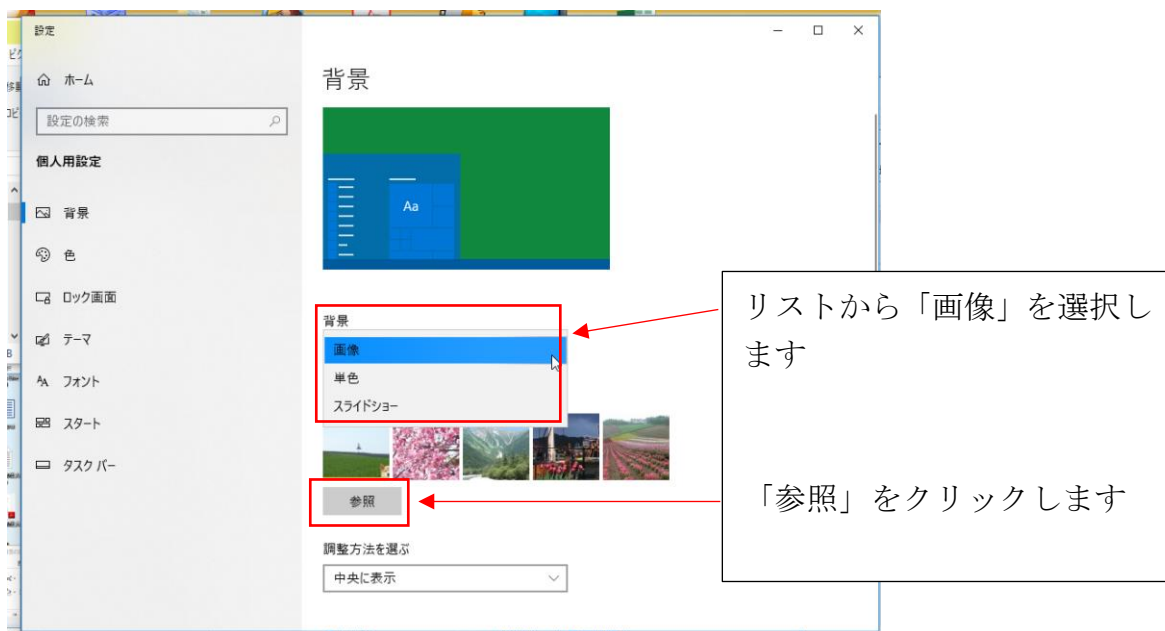 設定
ホーム
設定の検索
個人用設定
背景
色
ロック画面
テーマ
フォント
スタート
タスク バー
背景
Aa
背景
画像
単色
スライドショー
参照
調整方法を選ぶ
中央に表示
リストから「画像」を選択し
ます
「参照」をクリックします